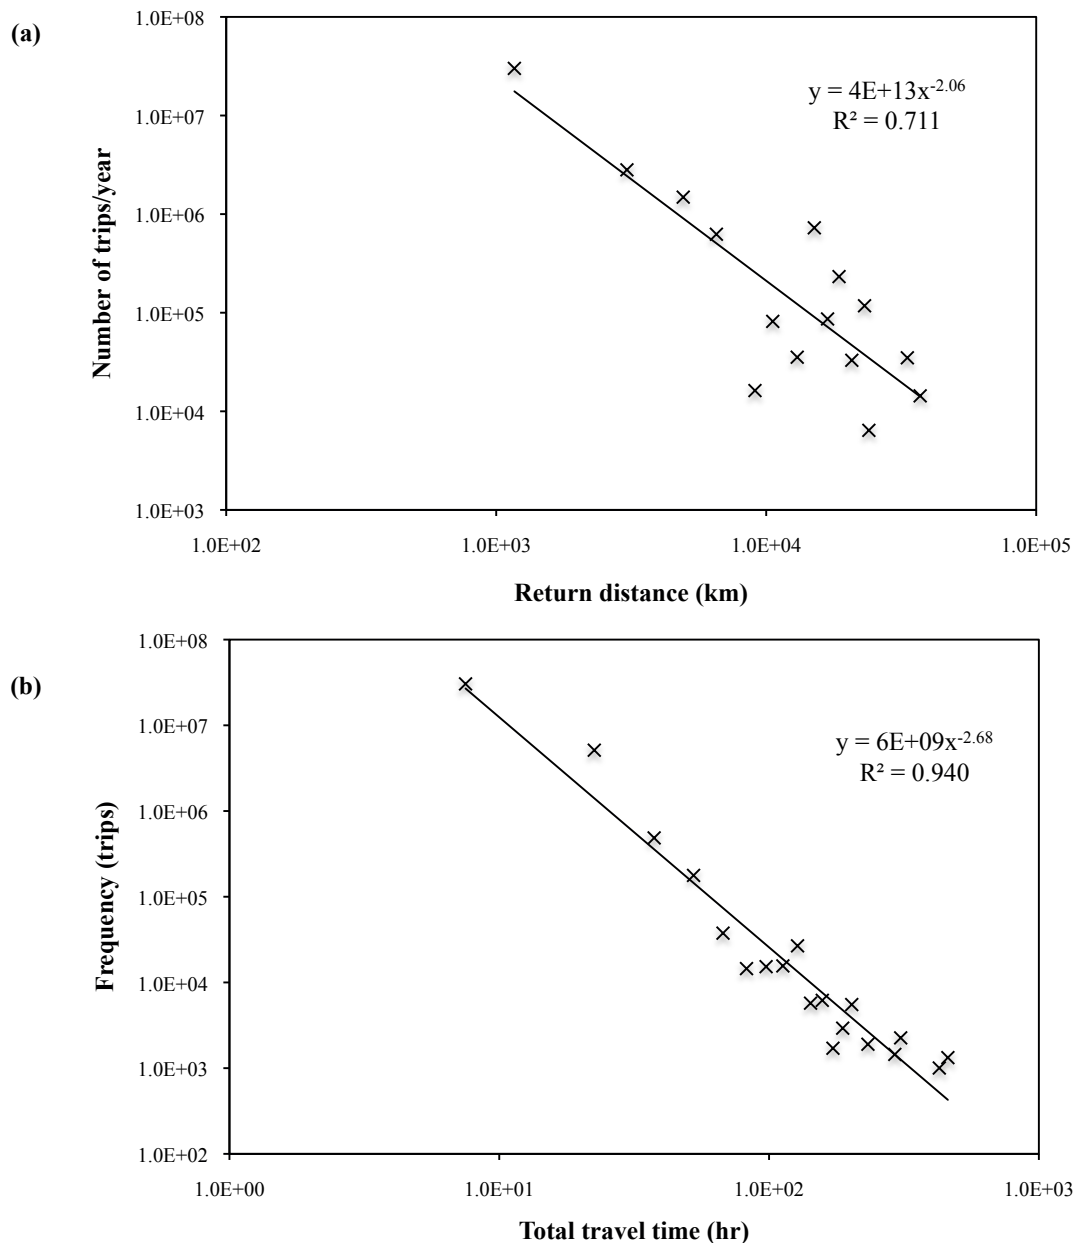 (a)
1.0E+08
1.0E+07
1.0E+06
1.0E+05
1.0E+04
1.0E+03
Number of trips/year
y = 4E+13x^-2.06
R² = 0.711
1.0E+02 1.0E+03 1.0E+04 1.0E+05
Return distance (km)
(b)
1.0E+08
1.0E+07
1.0E+06
1.0E+05
1.0E+04
1.0E+03
1.0E+02
Frequency (trips)
y = 6E+09x^-2.68
R² = 0.940
1.0E+00 1.0E+01 1.0E+02 1.0E+03
Total travel time (hr)